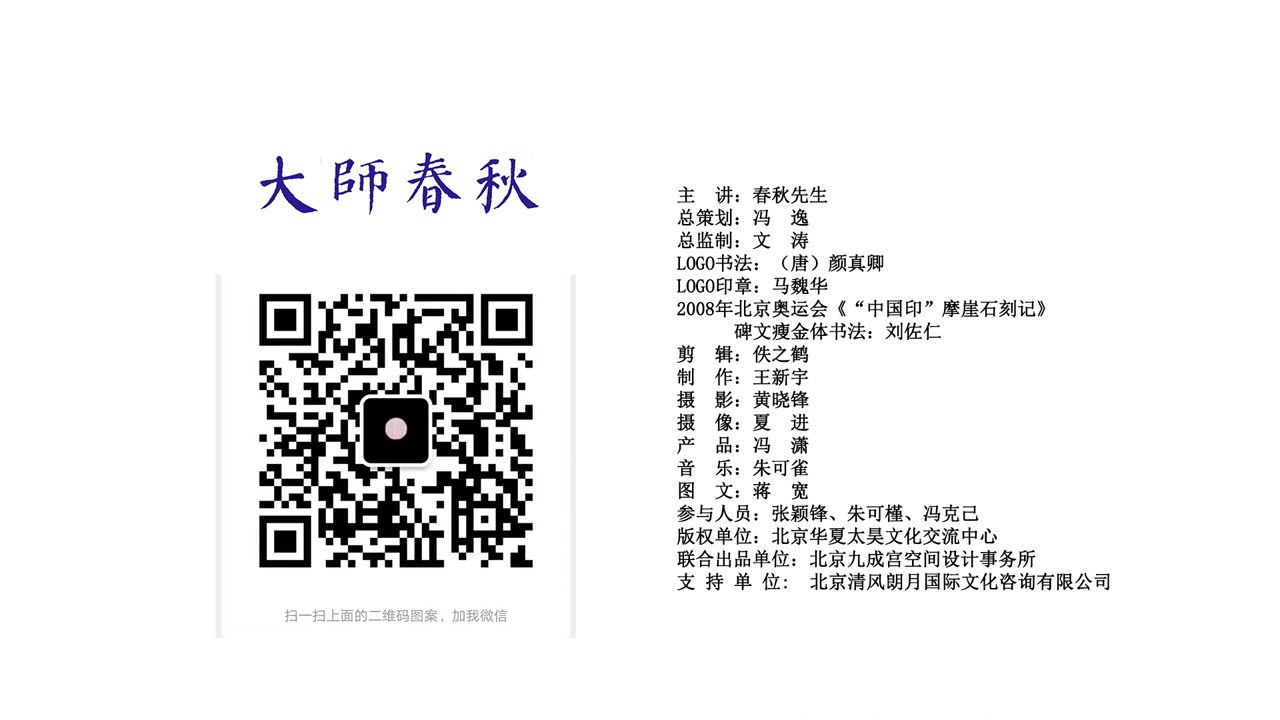 大師春秋
扫一扫上面的二维码图案，加我微信
主 讲：春秋先生
总策划：冯 逸
总监制：文 涛
LOGO书法：（唐）颜真卿
LOGO印章：马魏华
2008年北京奥运会《“中国印”摩崖石刻记》
碑文瘦金体书法：刘佐仁
剪 辑：佚之鹤
制 作：王新宇
摄 影：黄晓锋
摄 像：夏 进
产 品：冯 潇
音 乐：朱可雀
图 文：蒋 宽
参与人员：张颖锋、朱可槿、冯克己
版权单位：北京华夏太昊文化交流中心
联合出品单位：北京九成宫空间设计事务所
支 持 单 位： 北京清风朗月国际文化咨询有限公司